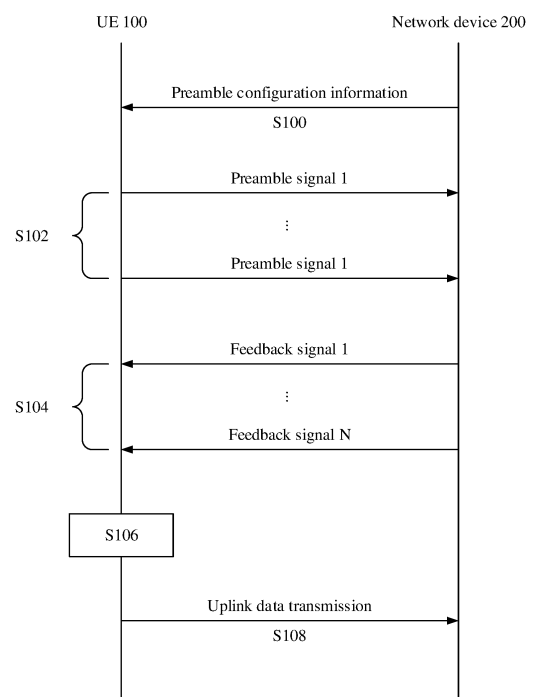 UE 100
Network device 200
Preamble configuration information
S100
Preamble signal 1
⋮
S102
Preamble signal 1
Feedback signal 1
⋮
S104
Feedback signal N
S106
Uplink data transmission
S108